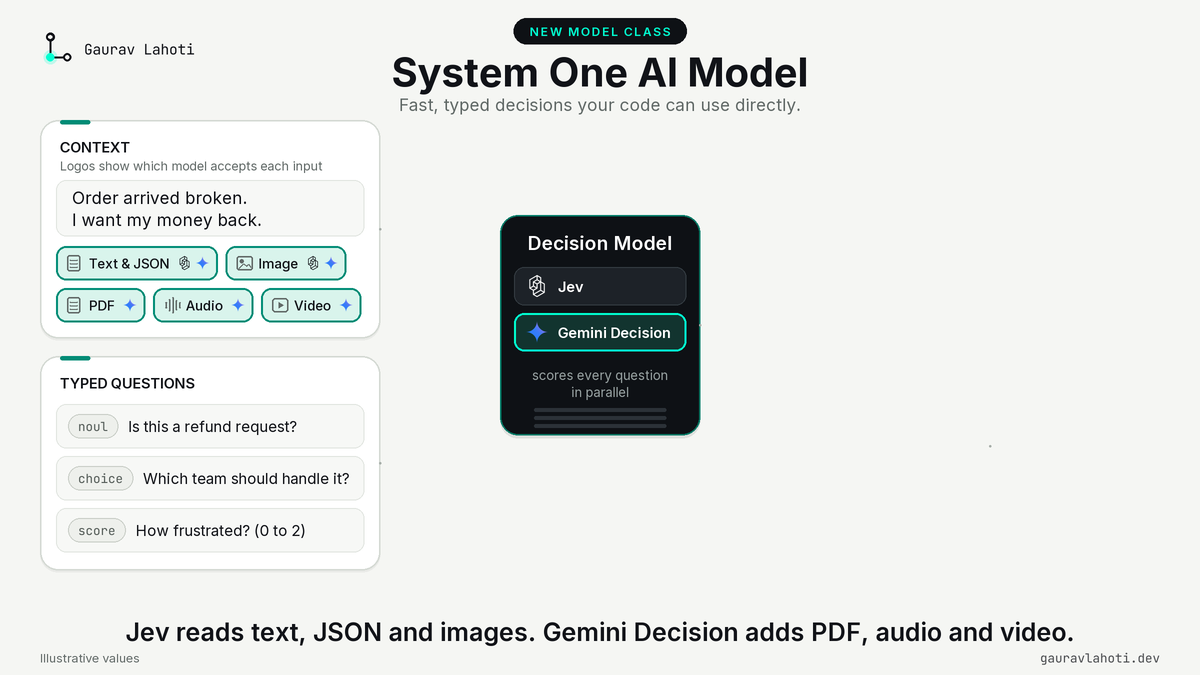 Gaurav Lahoti
NEW MODEL CLASS
System One AI Model
Fast, typed decisions your code can use directly.
CONTEXT
Logos show which model accepts each input
Order arrived broken.
I want my money back.
Text & JSON
Image
PDF
Audio
Video
TYPED QUESTIONS
noul
Is this a refund request?
choice
Which team should handle it?
score
How frustrated? (0 to 2)
Decision Model
Jev
Gemini Decision
scores every question
in parallel
Jev reads text, JSON and images. Gemini Decision adds PDF, audio and video.
Illustrative values
gauravlahoti.dev